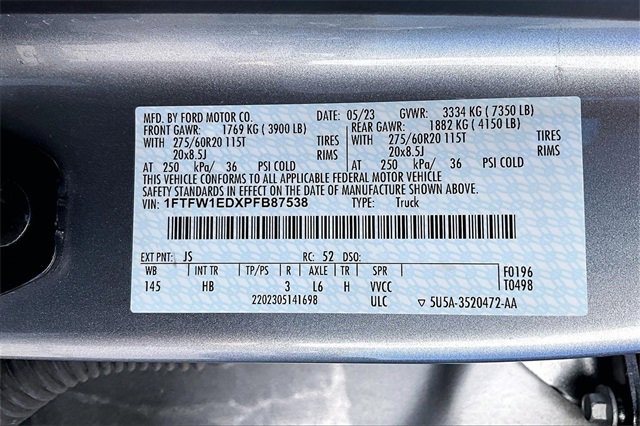 MFD. BY FORD MOTOR CO. DATE: 05/23 GVWR: 3334 KG ( 7350 LB)
FRONT GAWR: 1769 KG ( 3900 LB) REAR GAWR: 1882 KG ( 4150 LB)
WITH 275/60R20 115T TIRES WITH 275/60R20 115T TIRES
20x8.5J RIMS 20x8.5J RIMS
AT 250 kPa/ 36 PSI COLD AT 250 kPa/ 36 PSI COLD
THIS VEHICLE CONFORMS TO ALL APPLICABLE FEDERAL MOTOR VEHICLE
SAFETY STANDARDS IN EFFECT ON THE DATE OF MANUFACTURE SHOWN ABOVE.
VIN: 1FTFW1EDXPFB87538 TYPE: Truck
EXT PNT: JS RC: 52 DSO:
WB INT TR TP/PS R AXLE TR SPR F0196
145 HB 3 L6 H VVCC T0498
2202305141698 ULC ▽ 5U5A-3520472-AA